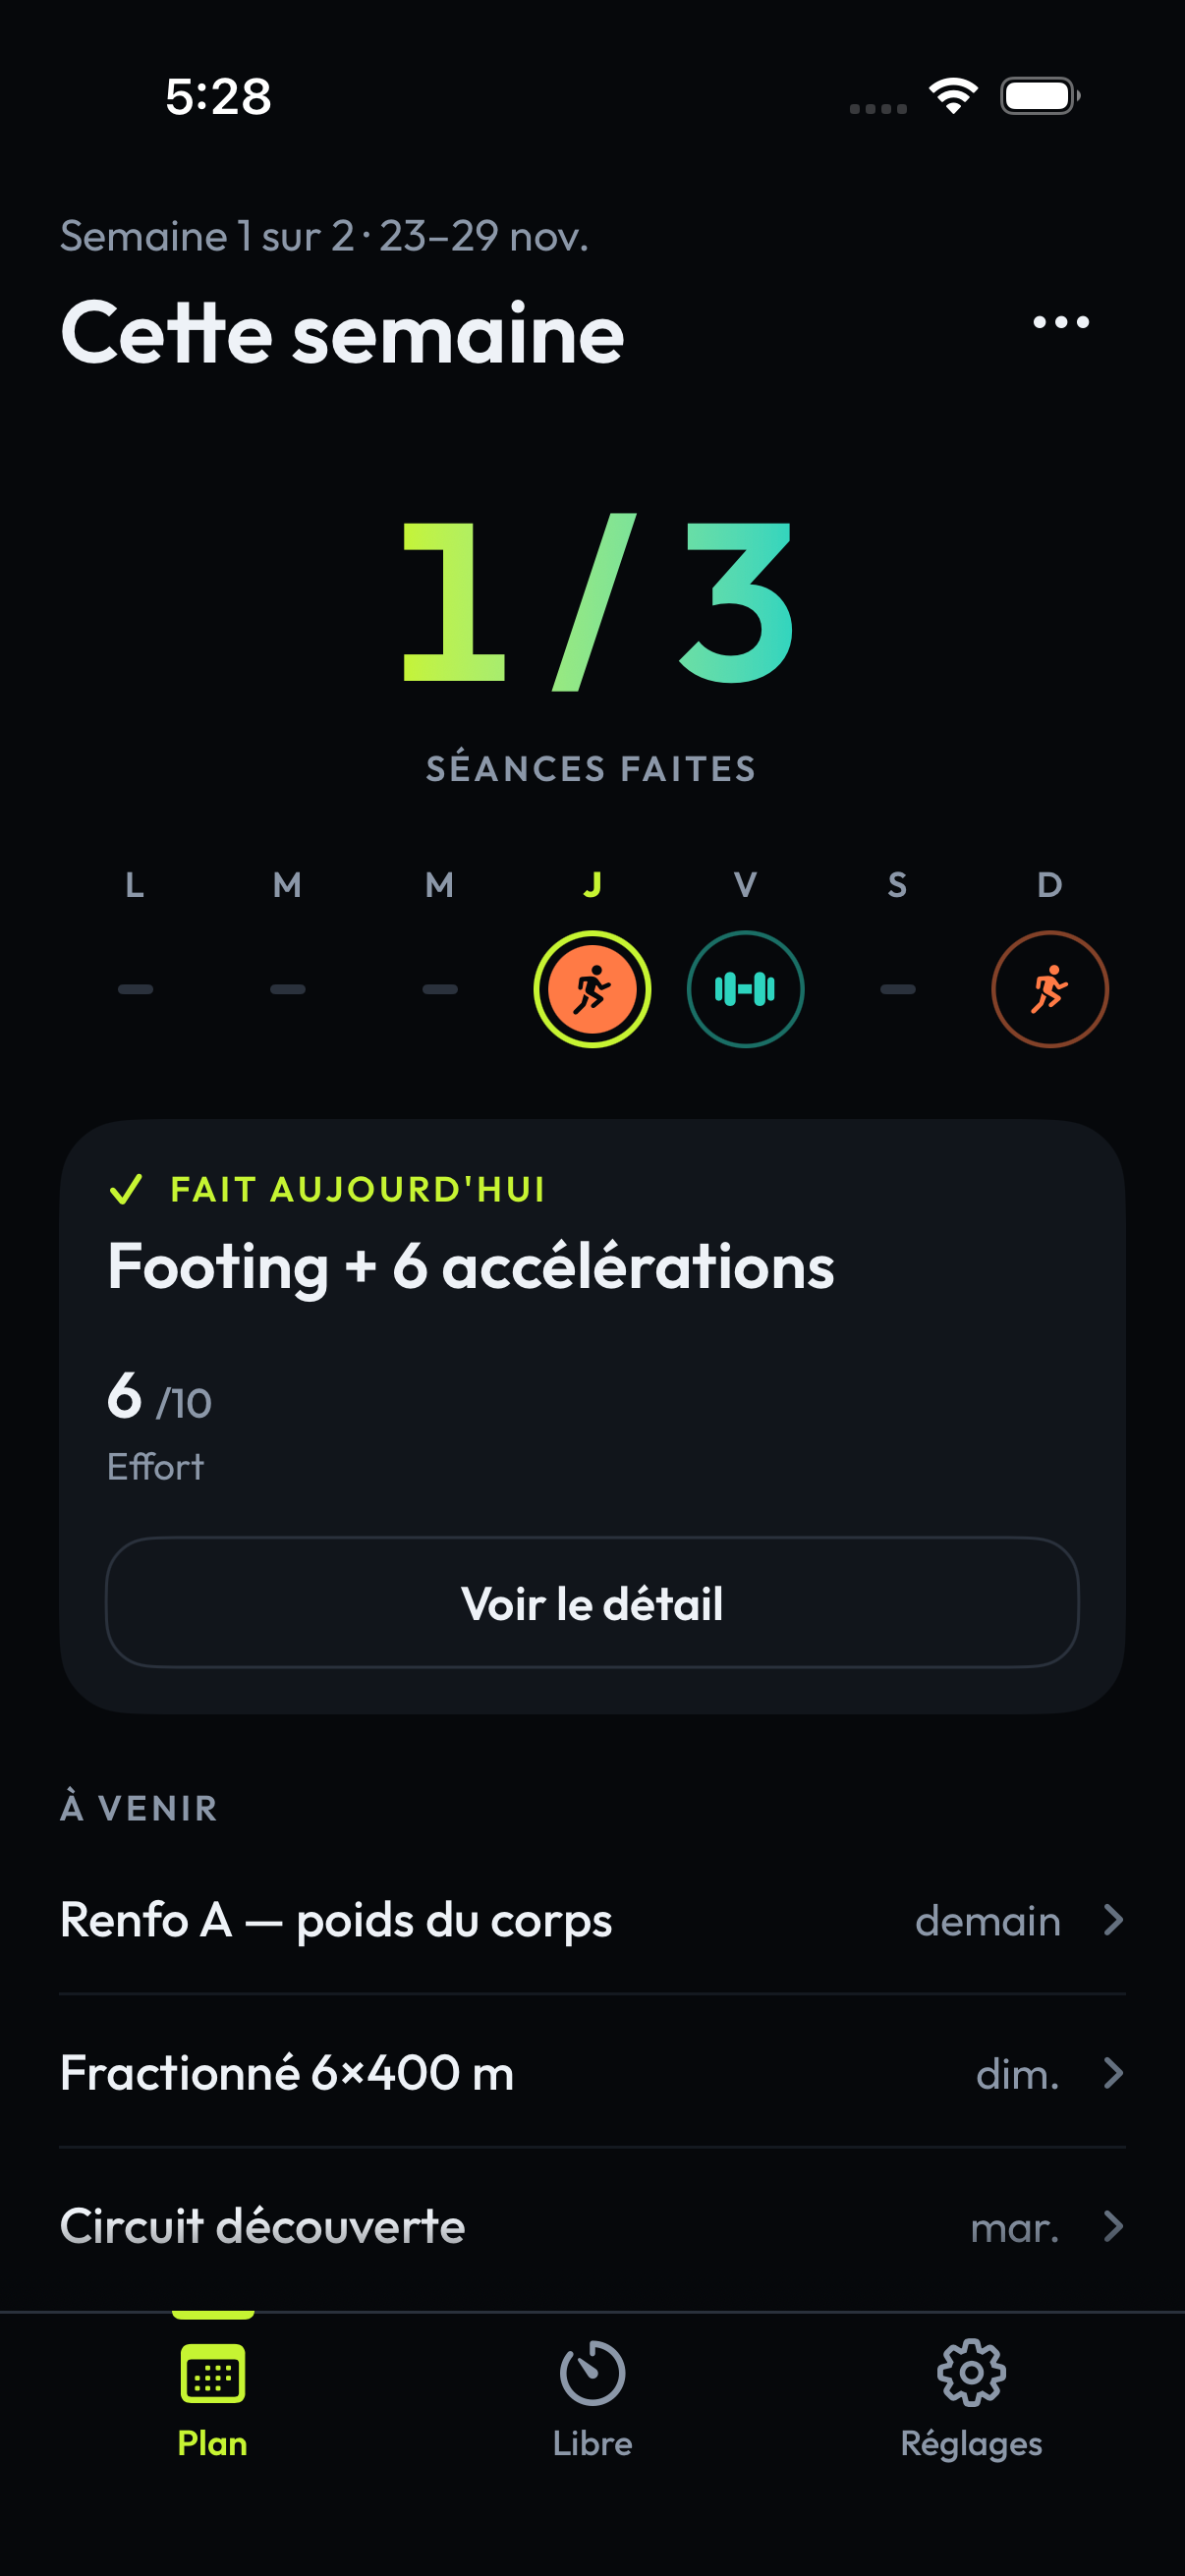 5:28
Semaine 1 sur 2 · 23–29 nov.
Cette semaine
1/3
SÉANCES FAITES
L M M J V S D
FAIT AUJOURD'HUI
Footing + 6 accélérations
6 /10
Effort
Voir le détail
À VENIR
Renfo A — poids du corps demain
Fractionné 6×400 m dim.
Circuit découverte mar.
Plan Libre Réglages